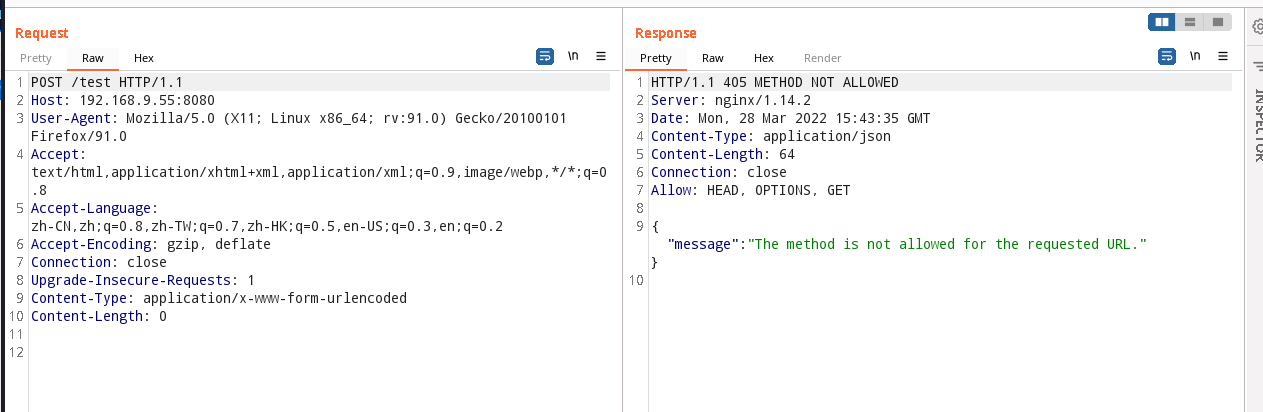 Request
Pretty Raw Hex \n
1 POST /test HTTP/1.1
2 Host: 192.168.9.55:8080
3 User-Agent: Mozilla/5.0 (X11; Linux x86_64; rv:91.0) Gecko/20100101
Firefox/91.0
4 Accept:
text/html,application/xhtml+xml,application/xml;q=0.9,image/webp,*/*;q=0
.8
5 Accept-Language:
zh-CN,zh;q=0.8,zh-TW;q=0.7,zh-HK;q=0.5,en-US;q=0.3,en;q=0.2
6 Accept-Encoding: gzip, deflate
7 Connection: close
8 Upgrade-Insecure-Requests: 1
9 Content-Type: application/x-www-form-urlencoded
10 Content-Length: 0
11
12
Response
Pretty Raw Hex Render \n
1 HTTP/1.1 405 METHOD NOT ALLOWED
2 Server: nginx/1.14.2
3 Date: Mon, 28 Mar 2022 15:43:35 GMT
4 Content-Type: application/json
5 Content-Length: 64
6 Connection: close
7 Allow: HEAD, OPTIONS, GET
8
9 {
"message":"The method is not allowed for the requested URL."
}
10
INSPECTOR